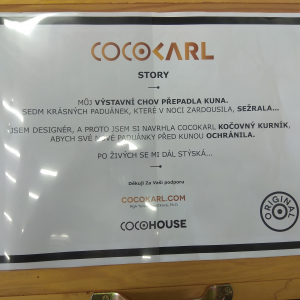 COCOKARL
STORY
MŮJ VÝSTAVNÍ CHOV PŘEPADLA KUNA.
SEDM KRÁSNÝCH PADUÁNEK, KTERÉ V NOCI ZARDOUSILA, SEŽRALA...
JSEM DESIGNÉR, A PROTO JSEM SI NAVRHLA COCOKARL KOČOVNÝ KURNÍK,
ABYCH SVÉ NOVÉ PADUÁNKY PŘED KUNOU OCHRÁNILA.
PO ŽIVÝCH SE MI DÁL STÝSKÁ...
Děkuji Za Vaši podporu
COCOKARL.COM
COCOHOUSE
ORIGINAL